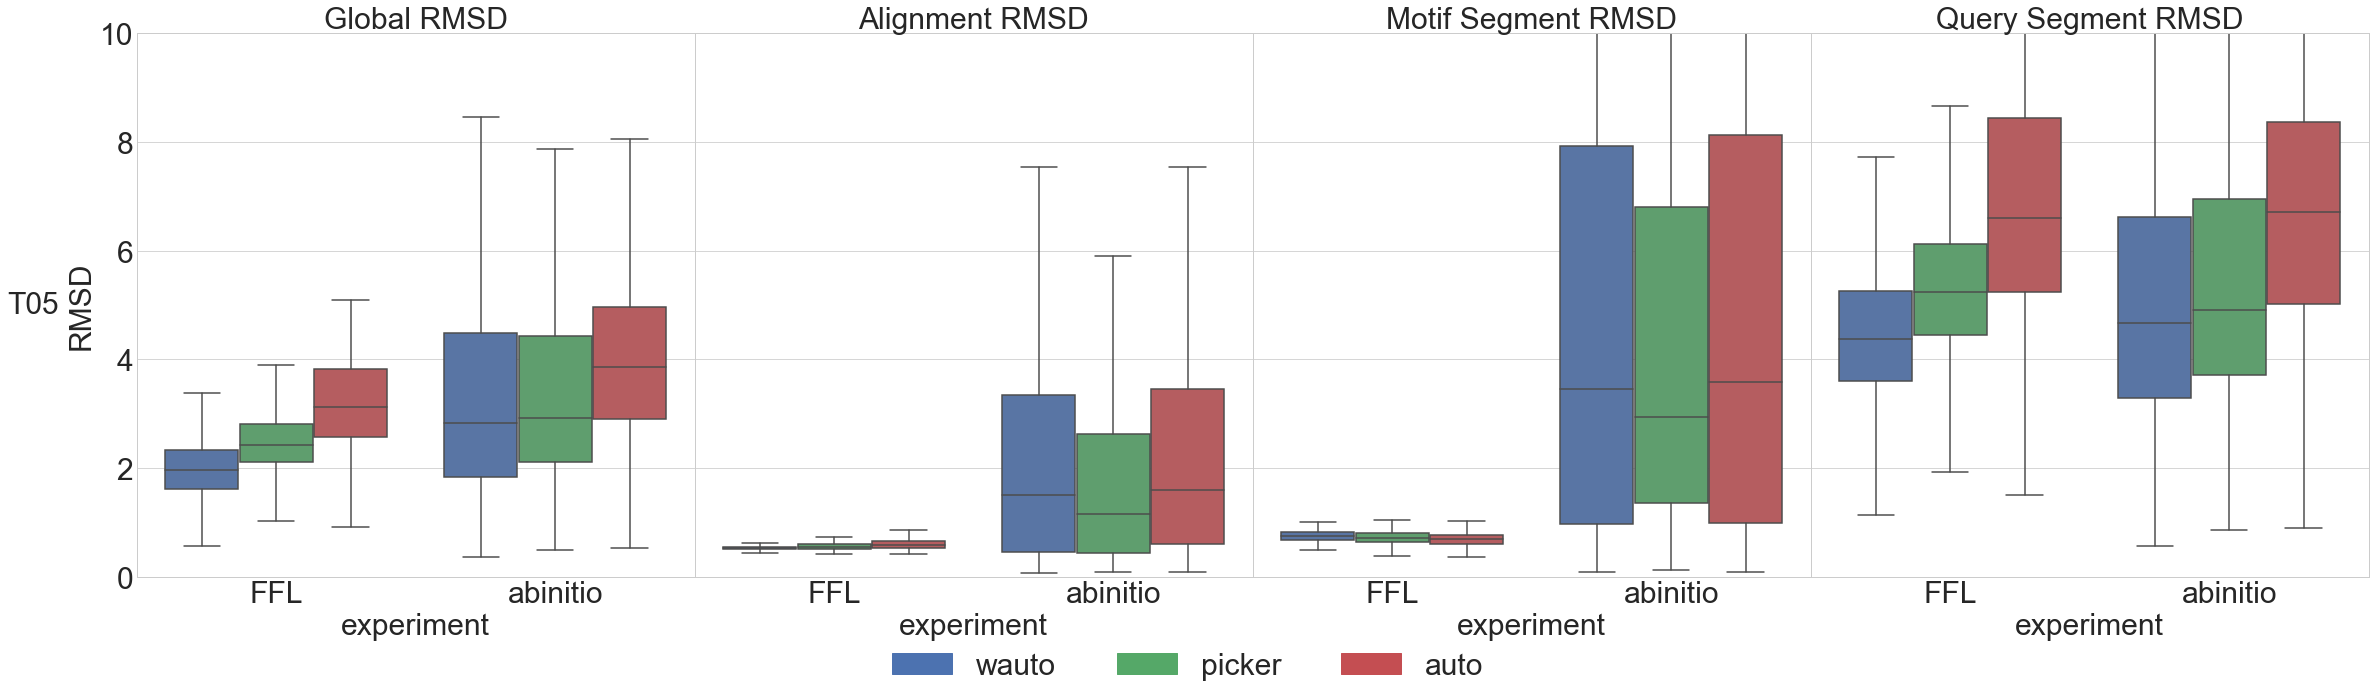 Global RMSD Alignment RMSD Motif Segment RMSD Query Segment RMSD
10
8
6
4
2
0
T05
RMSD
FFL abinitio FFL abinitio FFL abinitio FFL abinitio
experiment experiment experiment experiment
wauto picker auto